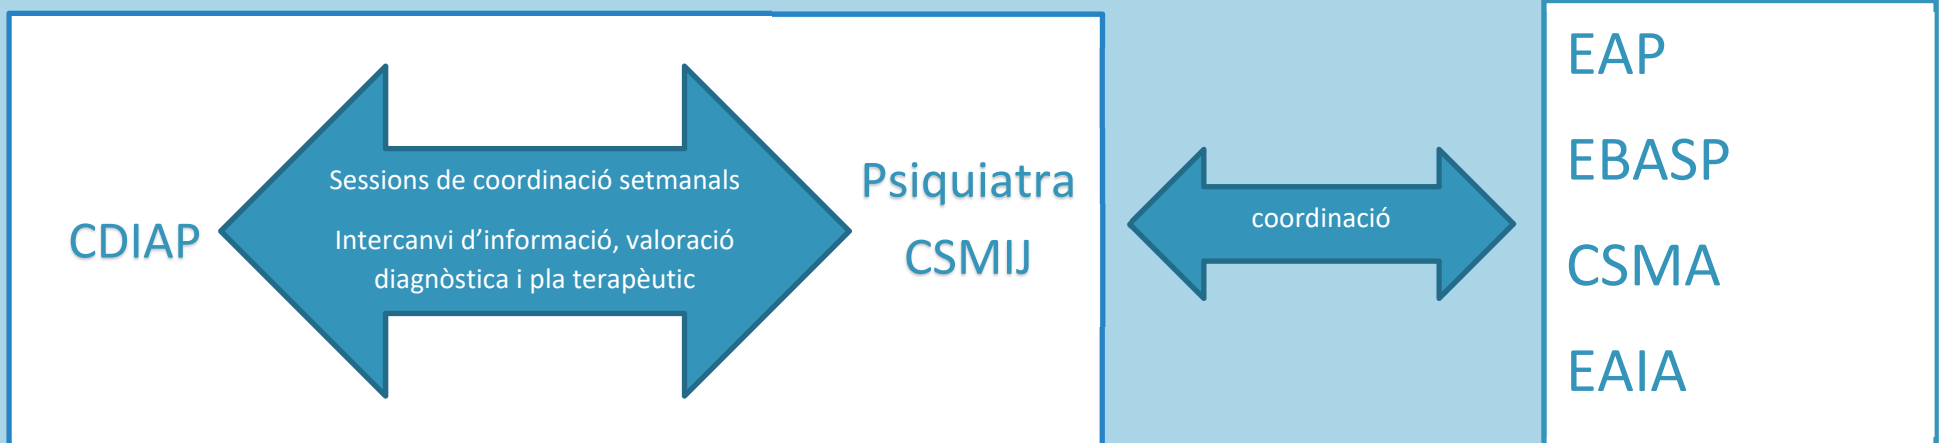 CDIAP
Sessions de coordinació setmanals
Intercanvi d’informació, valoració
diagnòstica i pla terapèutic
Psiquiatra
CSMIJ
coordinació
EAP
EBASP
CSMA
EAIA